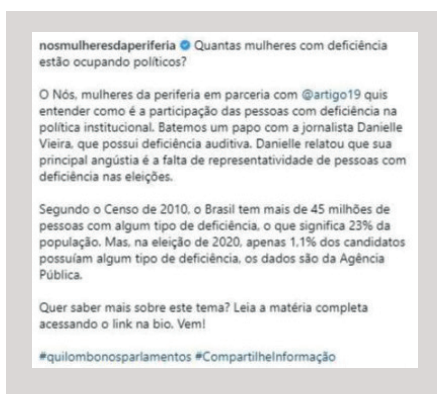 nosmulheresdaperiferia Quantas mulheres com deficiência
estão ocupando políticos?
O Nós, mulheres da periferia em parceria com @artigo19 quis
entender como é a participação das pessoas com deficiência na
política institucional. Batemos um papo com a jornalista Danielle
Vieira, que possui deficiência auditiva. Danielle relatou que sua
principal angústia é a falta de representatividade de pessoas com
deficiência nas eleições.
Segundo o Censo de 2010, o Brasil tem mais de 45 milhões de
pessoas com algum tipo de deficiência, o que significa 23% da
população. Mas, na eleição de 2020, apenas 1,1% dos candidatos
possuíam algum tipo de deficiência, os dados são da Agência
Pública.
Quer saber mais sobre este tema? Leia a matéria completa
acessando o link na bio. Vem!
#quilombonosparlamentos #CompartilheInformação